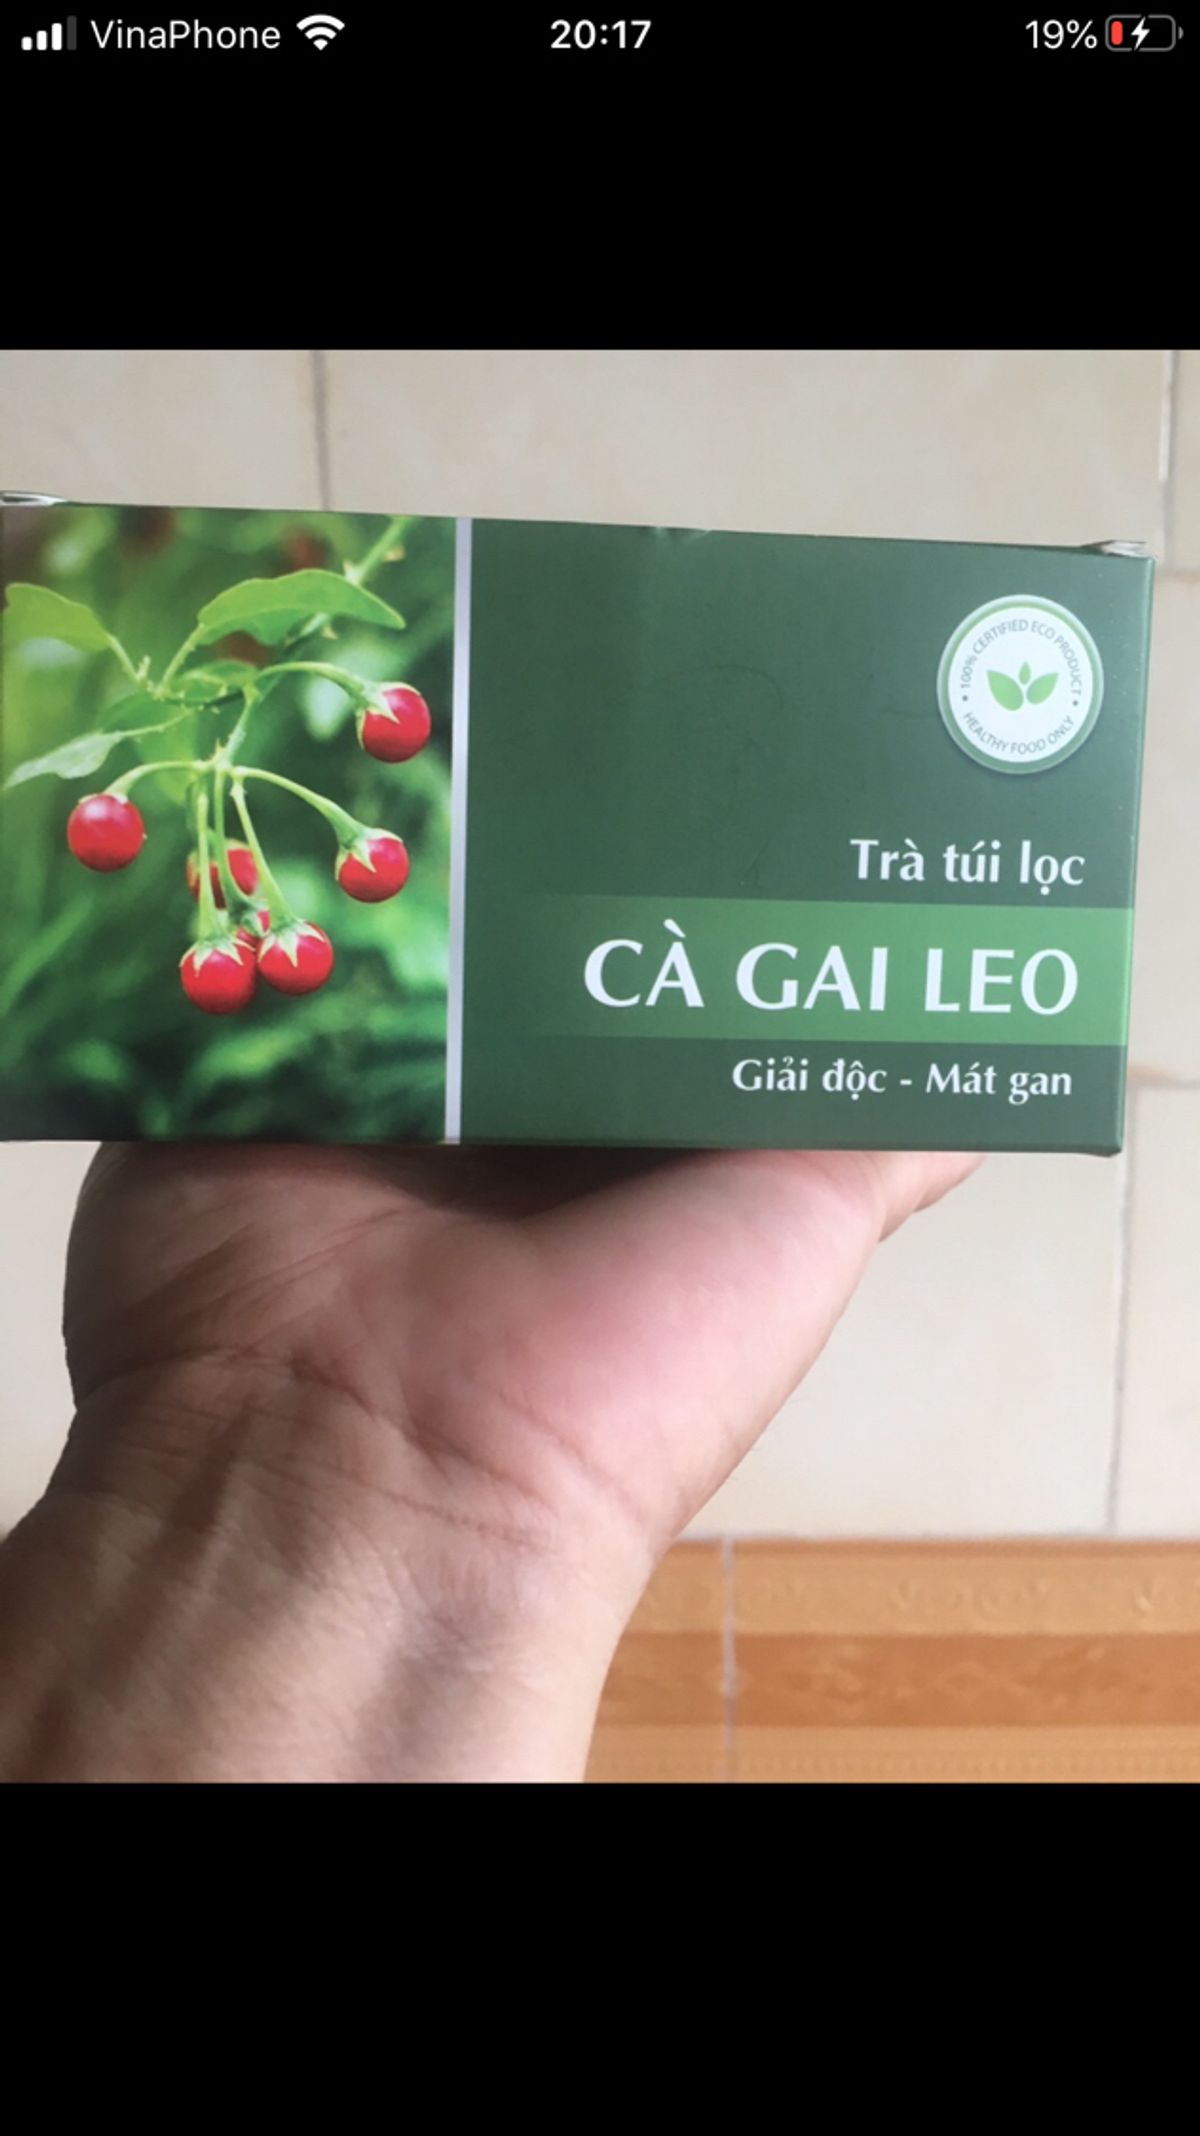 VinaPhone 20:17 19%
100% CERTIFIED ECO PRODUCT
HEALTHY FOOD ONLY
Trà túi lọc
CÀ GAI LEO
Giải độc - Mát gan